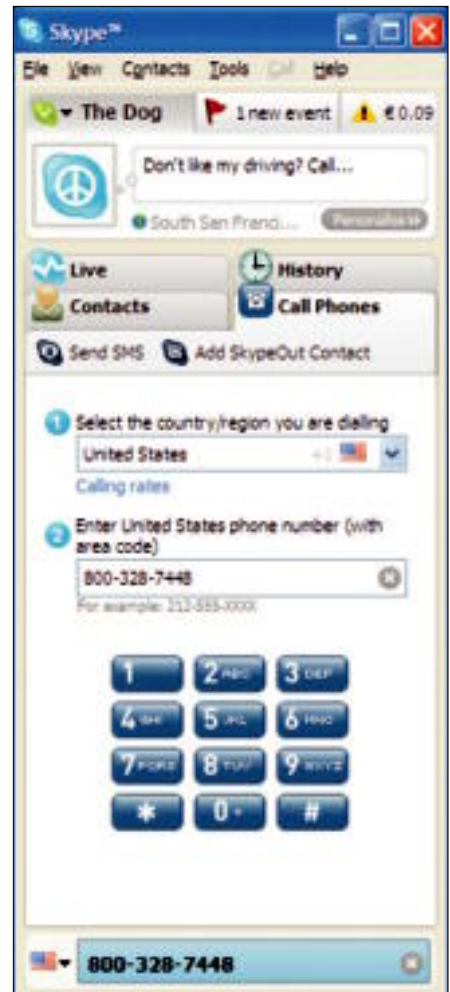 Skype™
File View Contacts Tools Call Help
The Dog 1 new event €0.09
Don't like my driving? Call...
South San Franci... Personalise
Live History
Contacts Call Phones
Send SMS Add SkypeOut Contact
1 Select the country/region you are dialing
United States +1
Calling rates
2 Enter United States phone number (with
area code)
800-328-7448
For example: 212-555-XXXX
1 2 ABC 3 DEF
4 GHI 5 JKL 6 MNO
7 PQRS 8 TUV 9 WXYZ
* 0 + #
800-328-7448